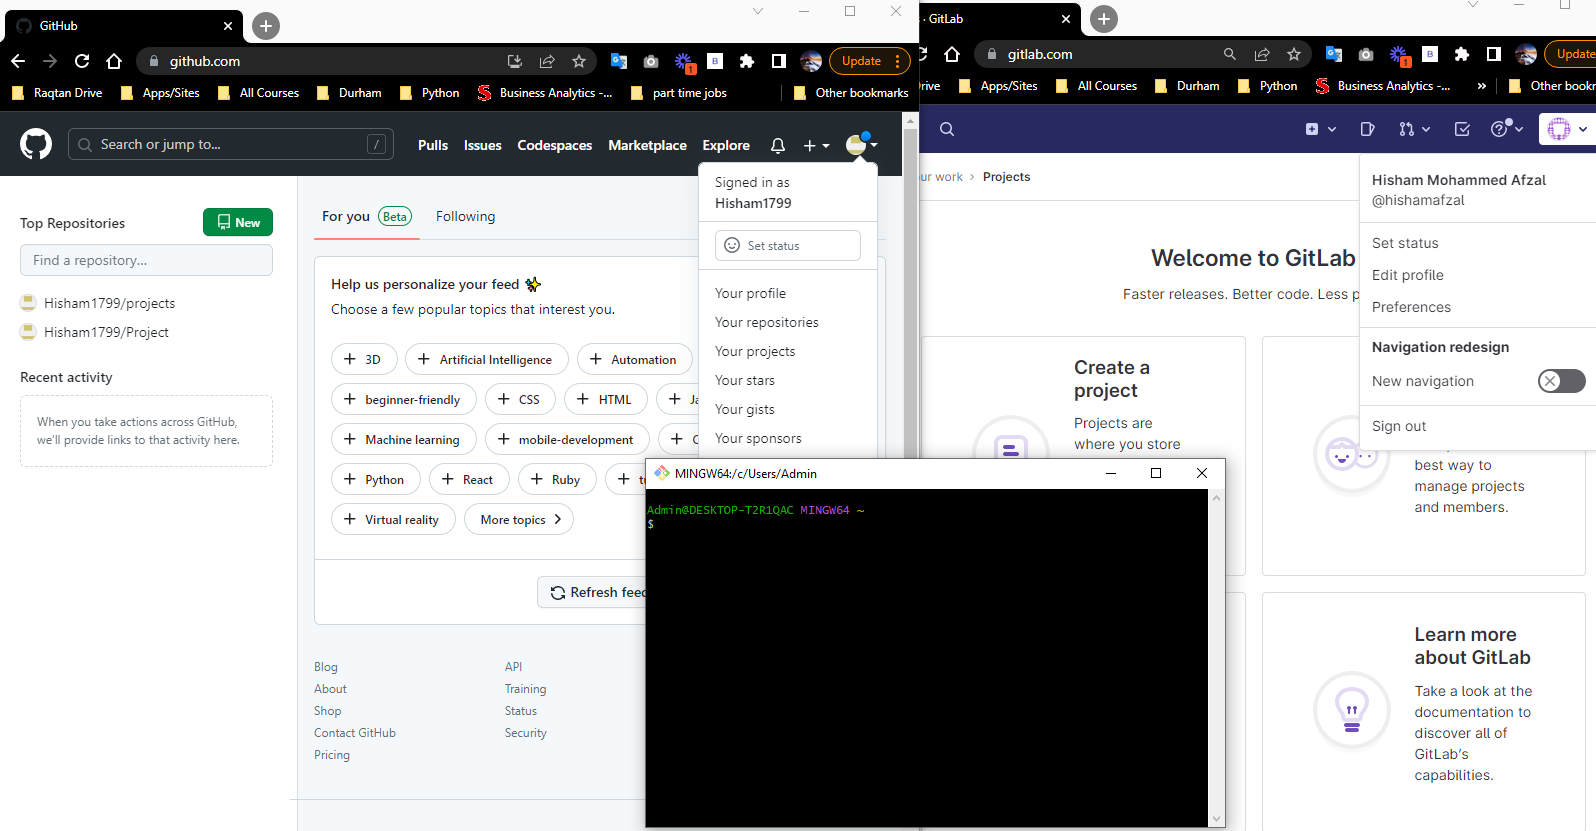 GitHub
github.com
Update
Raqtan Drive
Apps/Sites
All Courses
Durham
Python
Business Analytics -...
part time jobs
Other bookmarks
Search or jump to...
/
Pulls
Issues
Codespaces
Marketplace
Explore
Signed in as
Hisham1799
Set status
Your profile
Your repositories
Your projects
Your stars
Your gists
Your sponsors
Top Repositories
New
Find a repository...
Hisham1799/projects
Hisham1799/Project
Recent activity
When you take actions across GitHub,
we'll provide links to that activity here.
For you Beta
Following
Help us personalize your feed
Choose a few popular topics that interest you.
3D
Artificial Intelligence
Automation
beginner-friendly
CSS
HTML
Machine learning
mobile-development
Python
React
Ruby
Virtual reality
More topics
Refresh feed
Blog
About
Shop
Contact GitHub
Pricing
API
Training
Status
Security
MINGW64:/c/Users/Admin
Admin@DESKTOP-T2R1QAC MINGW64 ~
$
GitLab
gitlab.com
Update
rive
Apps/Sites
All Courses
Durham
Python
Business Analytics -...
»
Other bookmar
ur work › Projects
Hisham Mohammed Afzal
@hishamafzal
Set status
Edit profile
Preferences
Navigation redesign
New navigation
Sign out
Welcome to GitLab
Faster releases. Better code. Less p
Create a
project
Projects are
where you store
best way to
manage projects
and members.
Learn more
about GitLab
Take a look at the
documentation to
discover all of
GitLab's
capabilities.